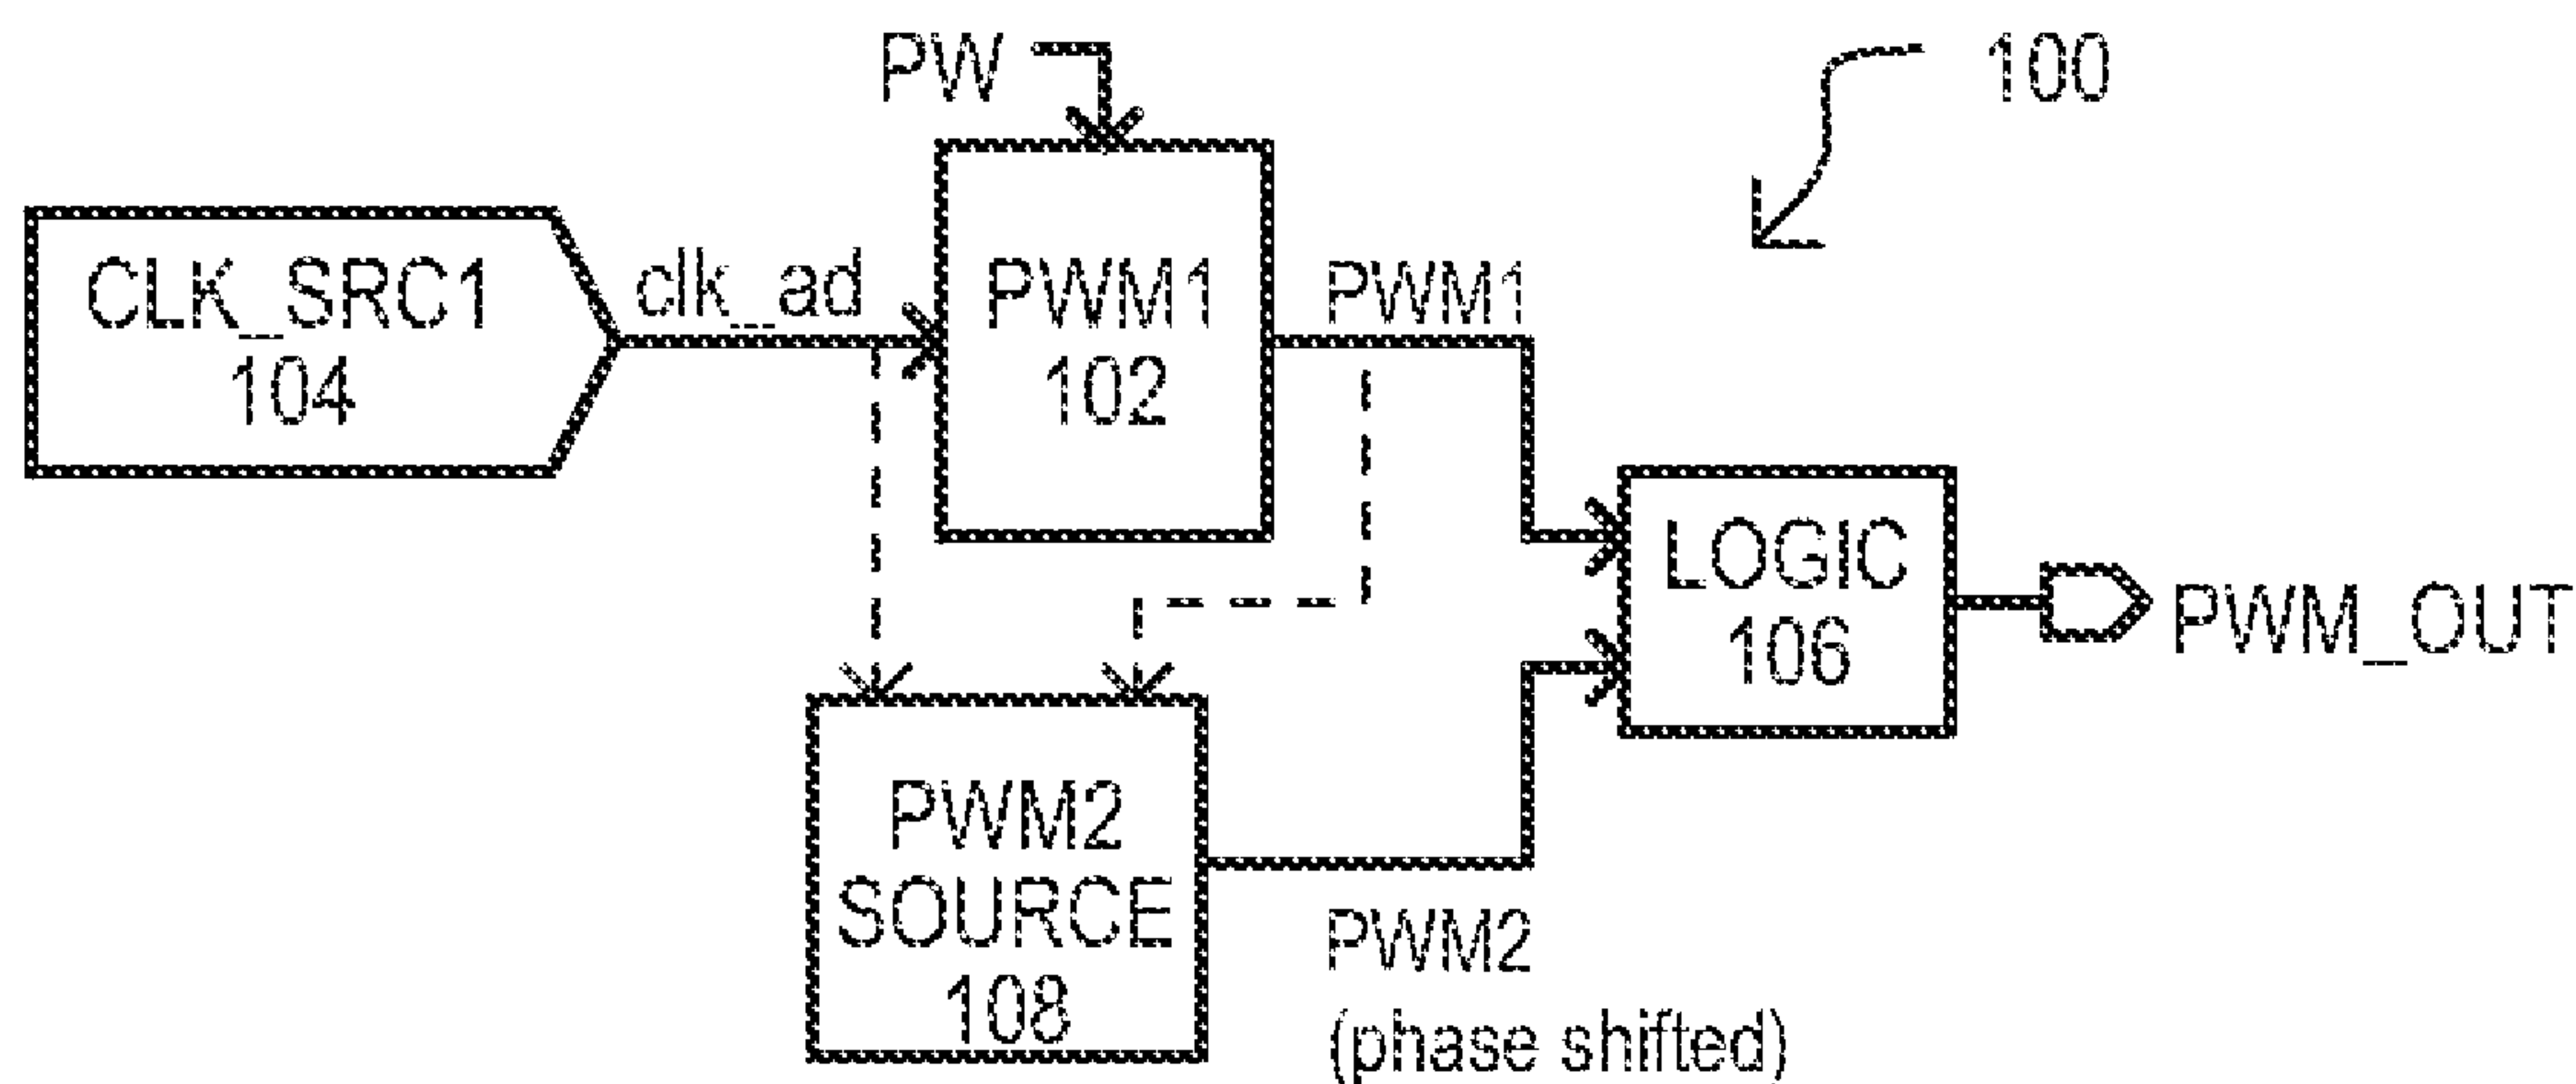 PW
100
CLK_SRC1
104
clk_ad
PWM1
102
PWM1
LOGIC
106
PWM_OUT
PWM2
SOURCE
108
PWM2
(phase shifted)